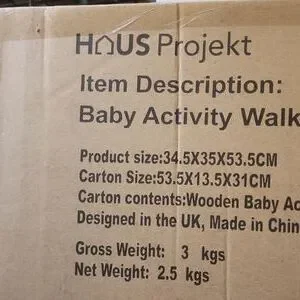 HAUS Projekt
Item Description:
Baby Activity Walk
Product size:34.5X35X53.5CM
Carton Size:53.5X13.5X31CM
Carton contents:Wooden Baby Ac
Designed in the UK, Made in Chin
Gross Weight: 3 kgs
Net Weight: 2.5 kgs